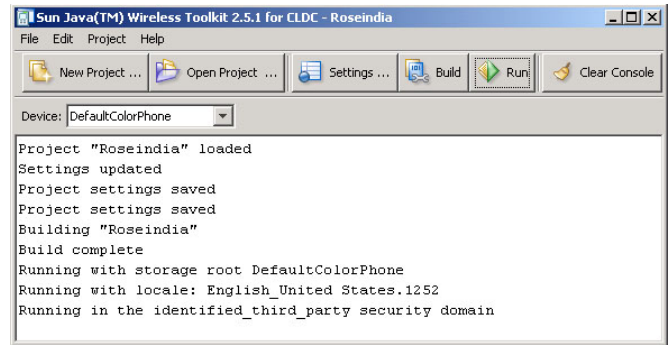 Sun Java(TM) Wireless Toolkit 2.5.1 for CLDC - Roseindia
File Edit Project Help
New Project ... Open Project ... Settings ... Build Run Clear Console
Device: DefaultColorPhone
Project "Roseindia" loaded
Settings updated
Project settings saved
Project settings saved
Building "Roseindia"
Build complete
Running with storage root DefaultColorPhone
Running with locale: English_United States.1252
Running in the identified_third_party security domain